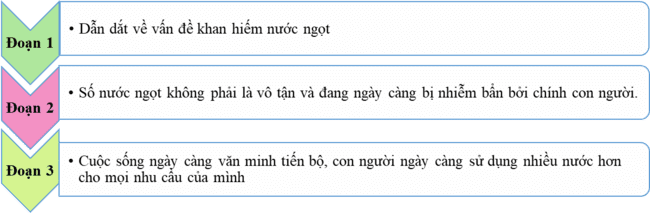 Đoạn 1
• Dẫn dắt về vấn đề khan hiếm nước ngọt
Đoạn 2
• Số nước ngọt không phải là vô tận và đang ngày càng bị nhiễm bẩn bởi chính con người.
Đoạn 3
• Cuộc sống ngày càng văn minh tiến bộ, con người ngày càng sử dụng nhiều nước hơn
cho mọi nhu cầu của mình